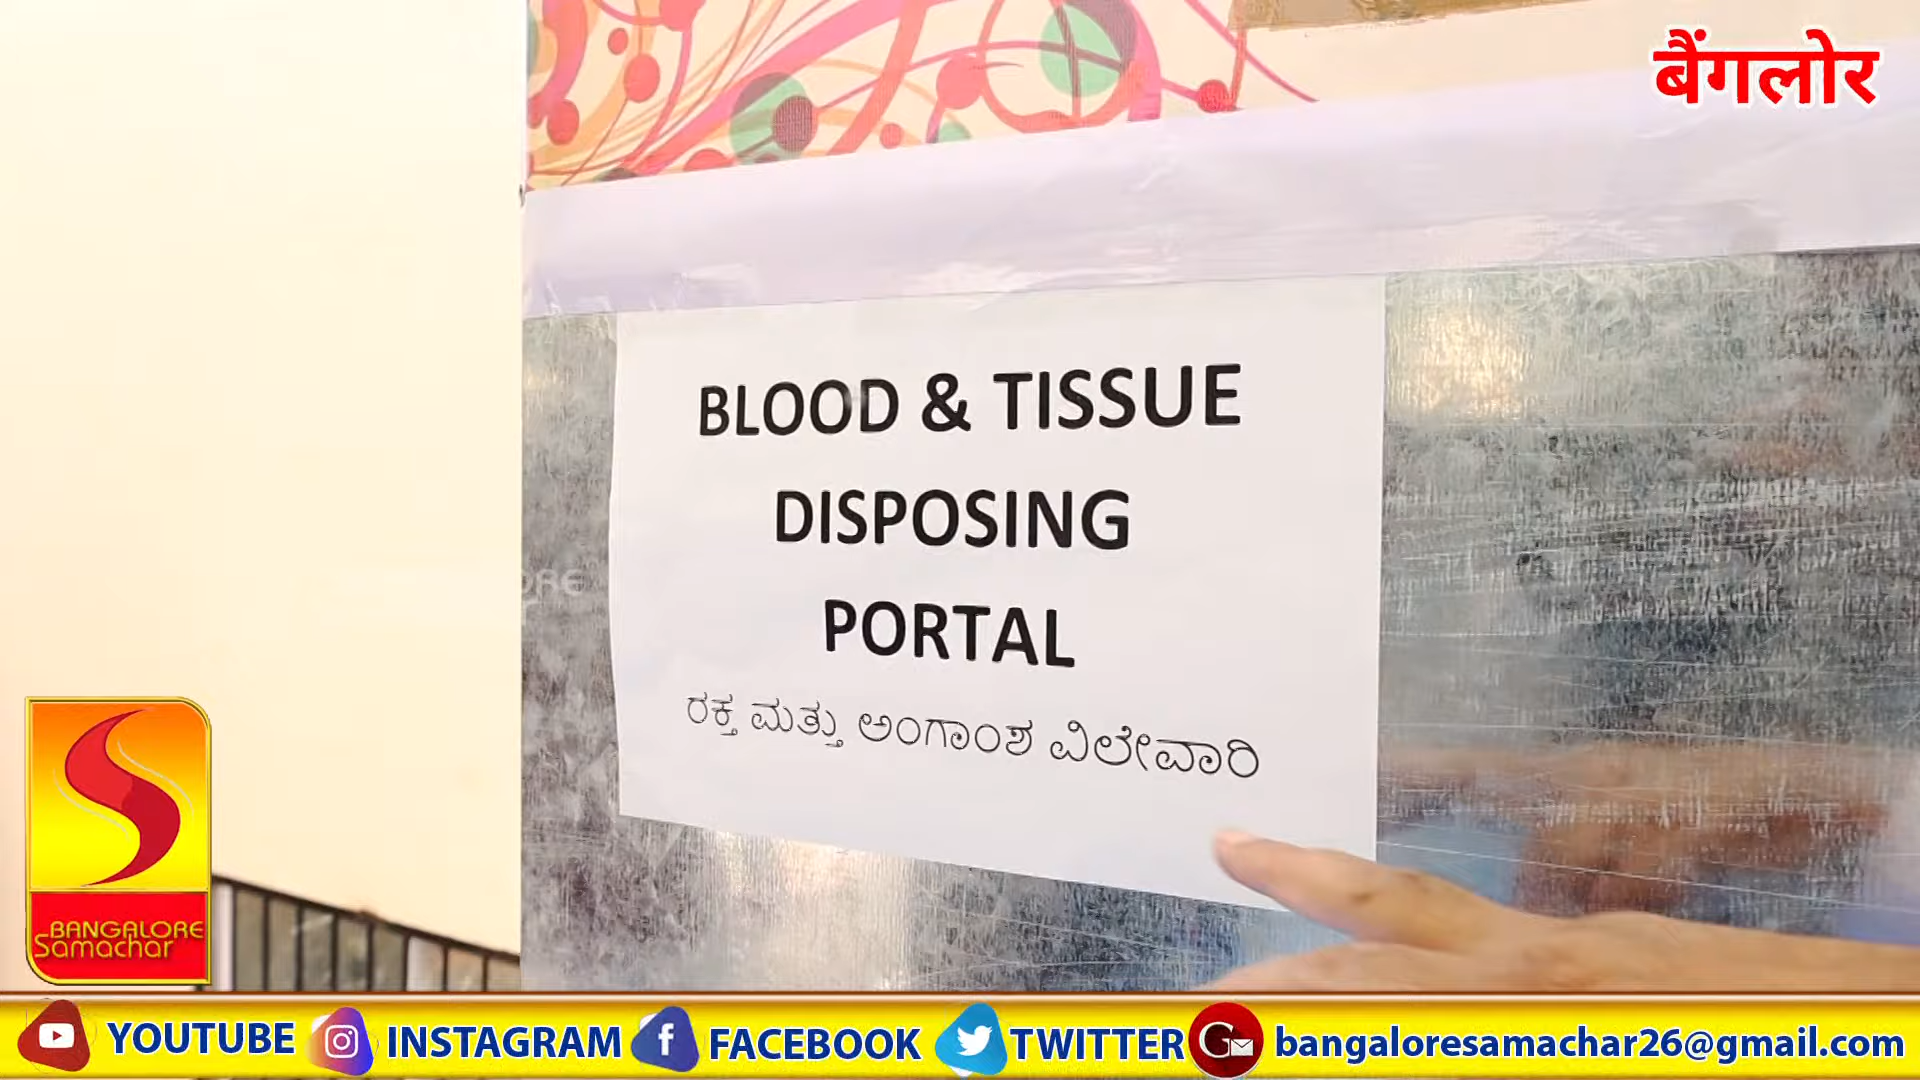 बैंगलोर
BLOOD & TISSUE
DISPOSING
PORTAL
ರಕ್ತ ಮತ್ತು ಅಂಗಾಂಶ ವಿಲೇವಾರಿ
BANGALORE
Samachar
YOUTUBE INSTAGRAM FACEBOOK TWITTER bangaloresamachar26@gmail.com